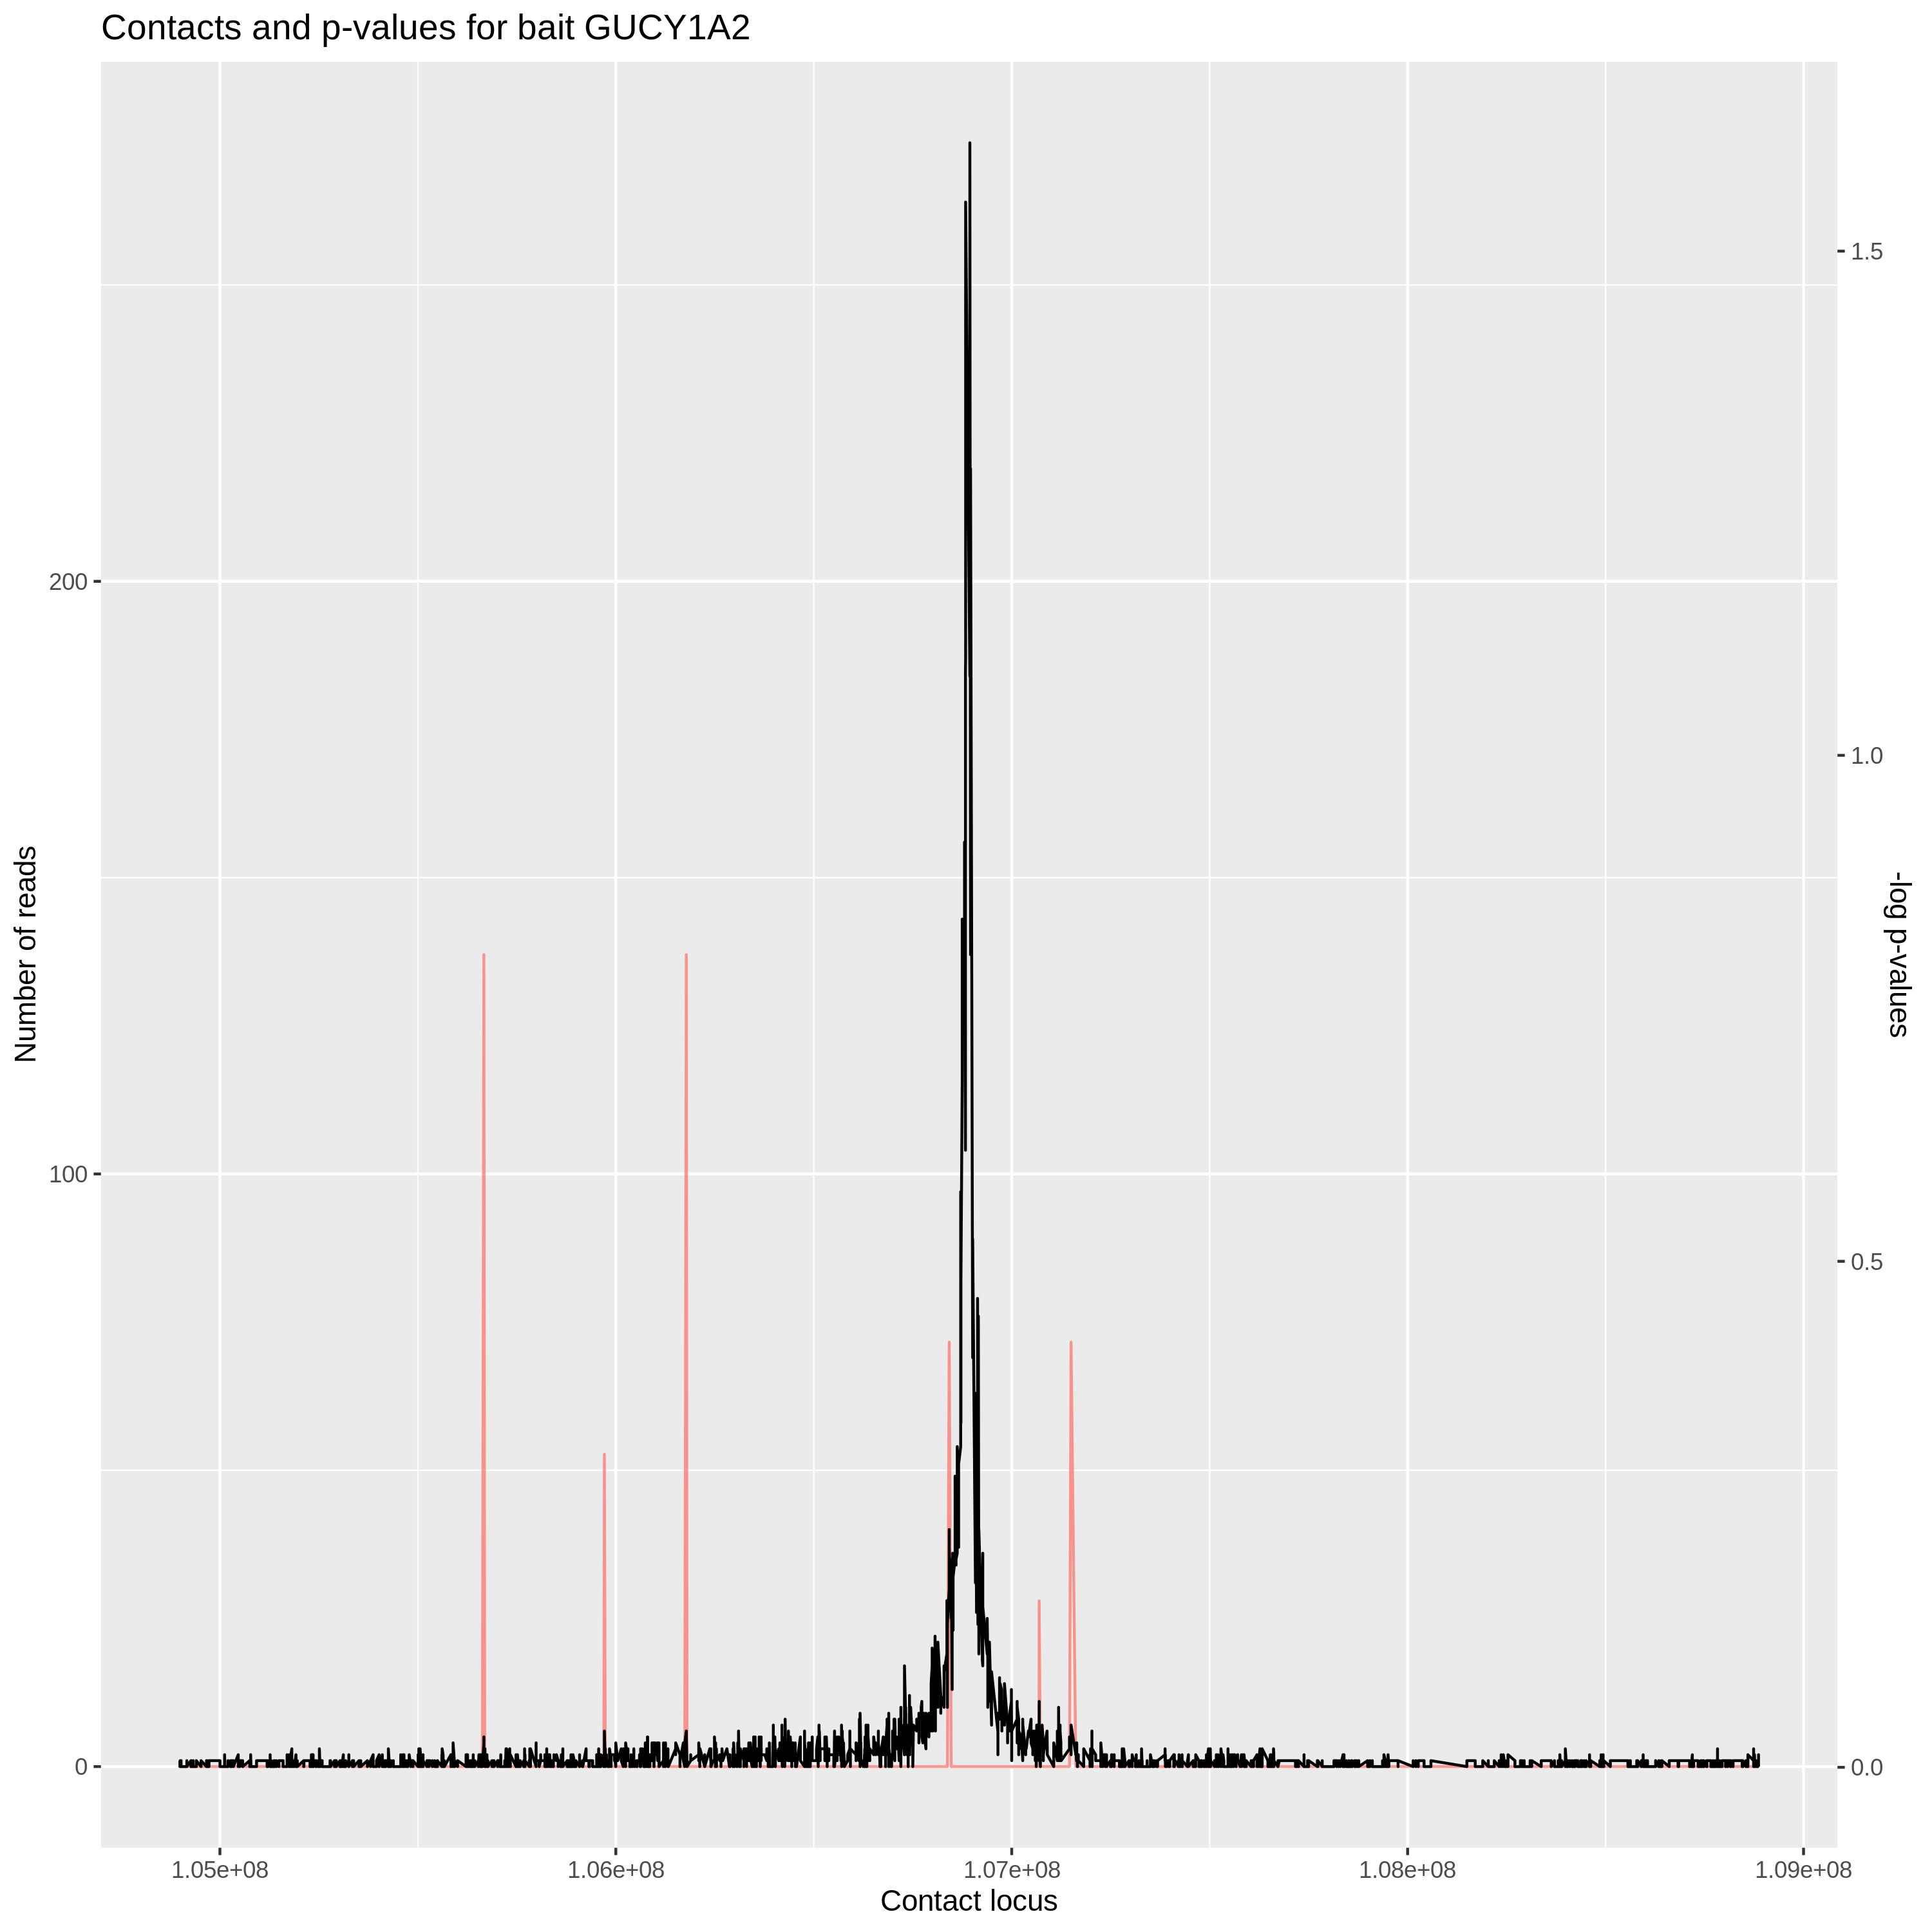 Contacts and p-values for bait GUCY1A2
Number of reads
200
100
0
1.5
1.0
0.5
0.0
-log p-values
1.05e+08
1.06e+08
1.07e+08
1.08e+08
1.09e+08
Contact locus